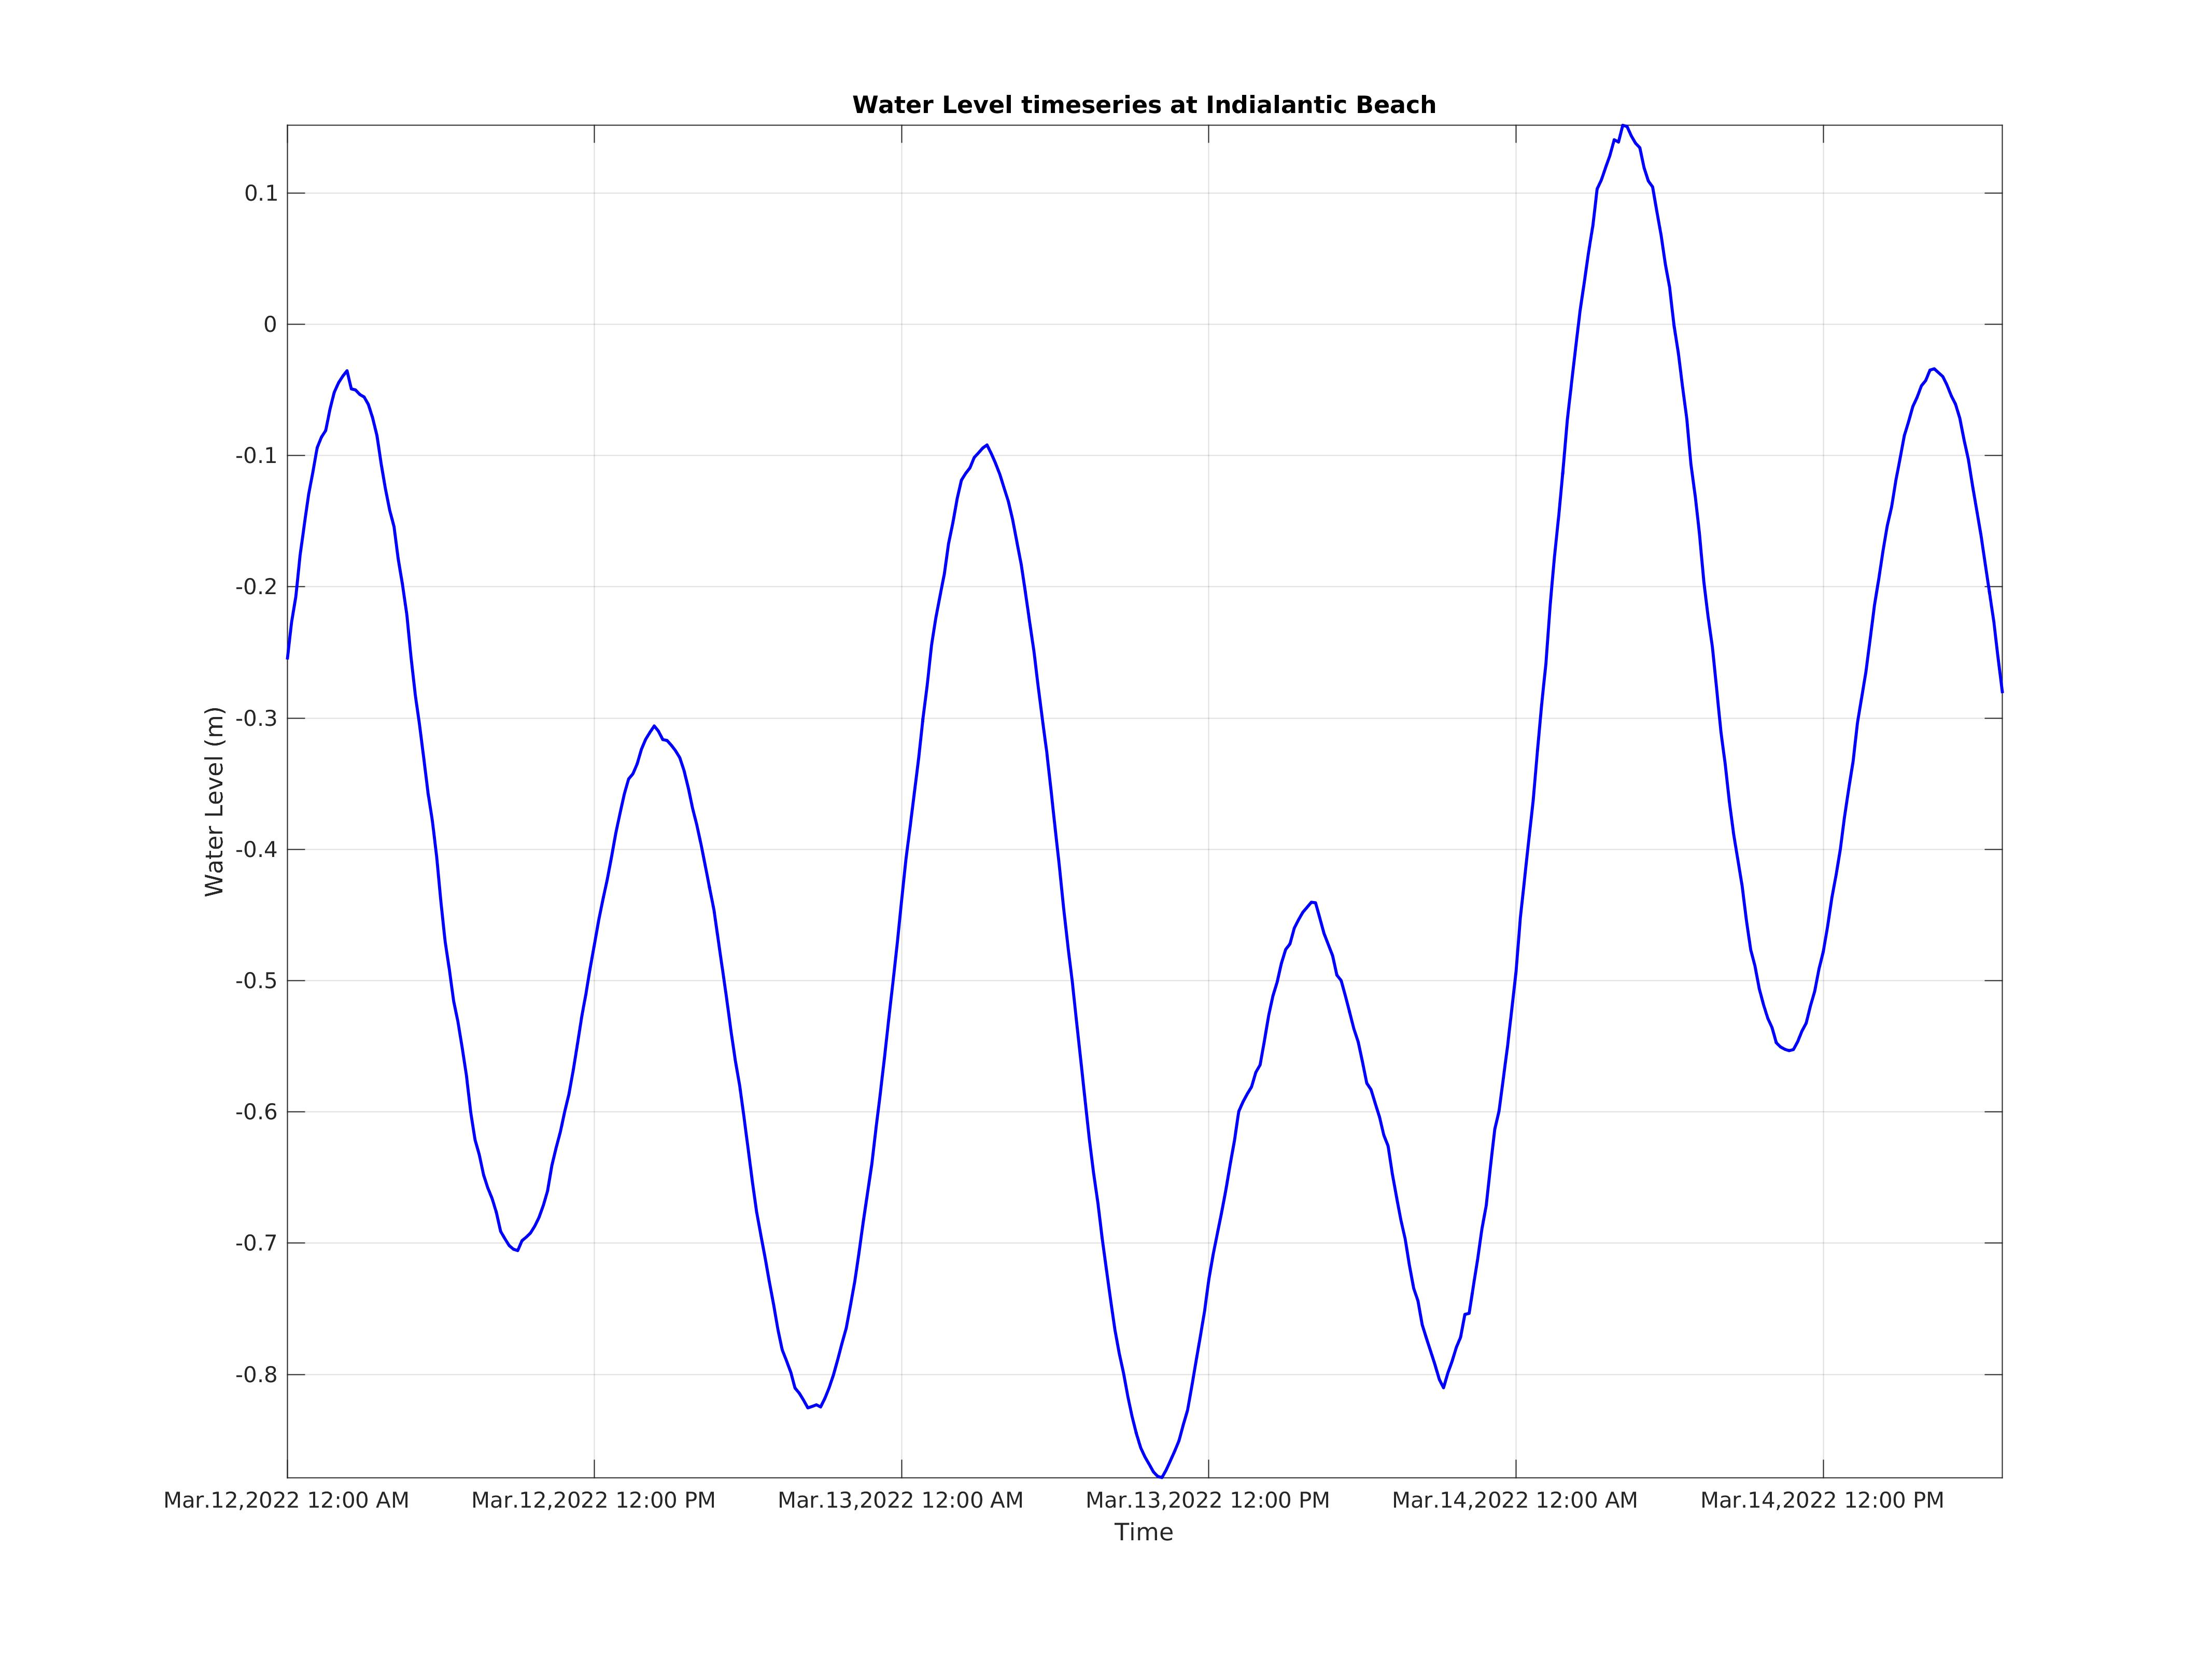 Water Level timeseries at Indialantic Beach
0.1
0
-0.1
-0.2
-0.3
-0.4
-0.5
-0.6
-0.7
-0.8
Water Level (m)
Mar.12,2022 12:00 AM
Mar.12,2022 12:00 PM
Mar.13,2022 12:00 AM
Mar.13,2022 12:00 PM
Mar.14,2022 12:00 AM
Mar.14,2022 12:00 PM
Time